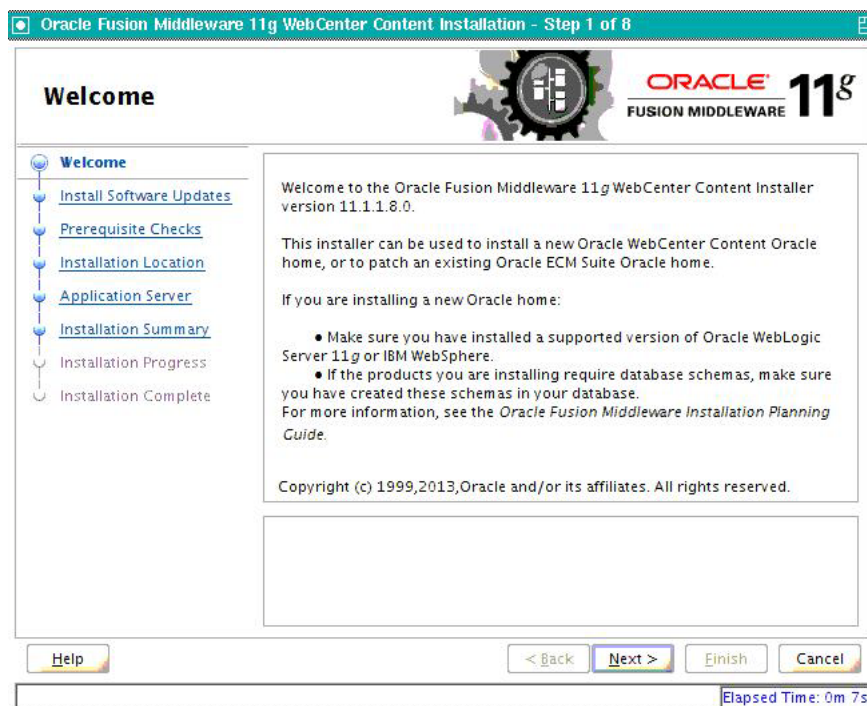 Oracle Fusion Middleware 11g WebCenter Content Installation - Step 1 of 8
Welcome
ORACLE
FUSION MIDDLEWARE
11g
Welcome
Install Software Updates
Prerequisite Checks
Installation Location
Application Server
Installation Summary
Installation Progress
Installation Complete
Welcome to the Oracle Fusion Middleware 11g WebCenter Content Installer
version 11.1.1.8.0.
This installer can be used to install a new Oracle WebCenter Content Oracle
home, or to patch an existing Oracle ECM Suite Oracle home.
If you are installing a new Oracle home:
• Make sure you have installed a supported version of Oracle WebLogic
Server 11g or IBM WebSphere.
• If the products you are installing require database schemas, make sure
you have created these schemas in your database.
For more information, see the Oracle Fusion Middleware Installation Planning
Guide.
Copyright (c) 1999,2013,Oracle and/or its affiliates. All rights reserved.
Help
< Back
Next >
Finish
Cancel
Elapsed Time: 0m 7s